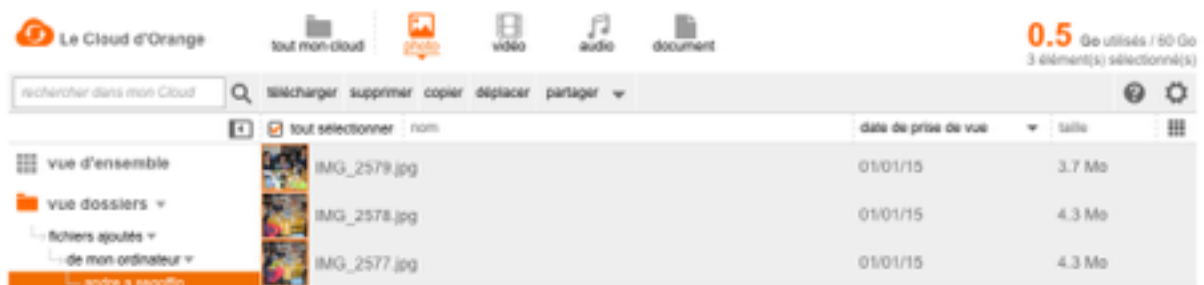 Le Cloud d'Orange
tout mon cloud photo vidéo audio document
0.5 Go utilisés / 60 Go
3 élément(s) sélectionné(s)
rechercher dans mon Cloud
télécharger supprimer copier déplacer partager
tout sélectionner nom date de prise de vue taille
vue d'ensemble
IMG_2579.jpg 01/01/15 3.7 Mo
vue dossiers
IMG_2578.jpg 01/01/15 4.3 Mo
fichiers ajoutés
de mon ordinateur
IMG_2577.jpg 01/01/15 4.3 Mo